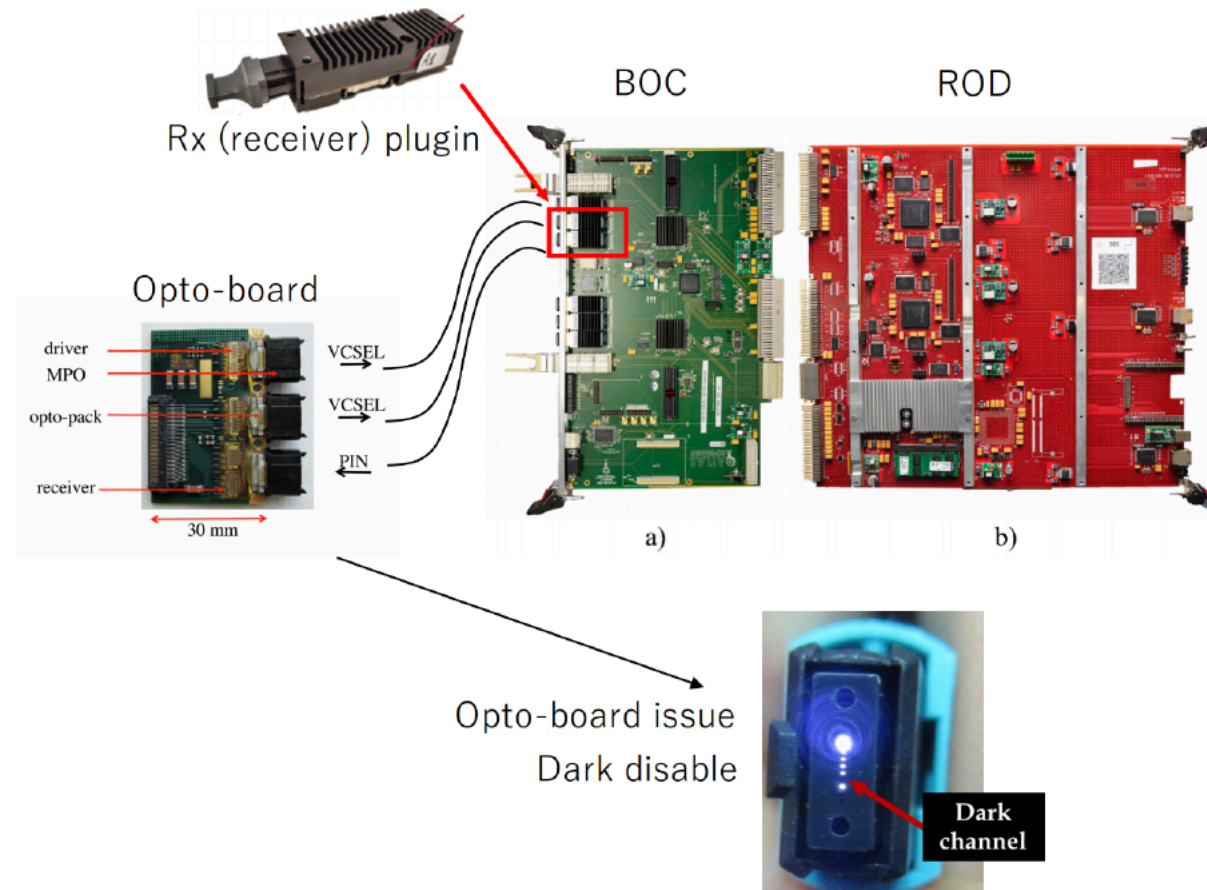 BOC
ROD
Rx (receiver) plugin
Opto-board
driver
MPO
opto-pack
receiver
VCSEL
VCSEL
PIN
30 mm
a)
b)
Opto-board issue
Dark disable
Dark
channel